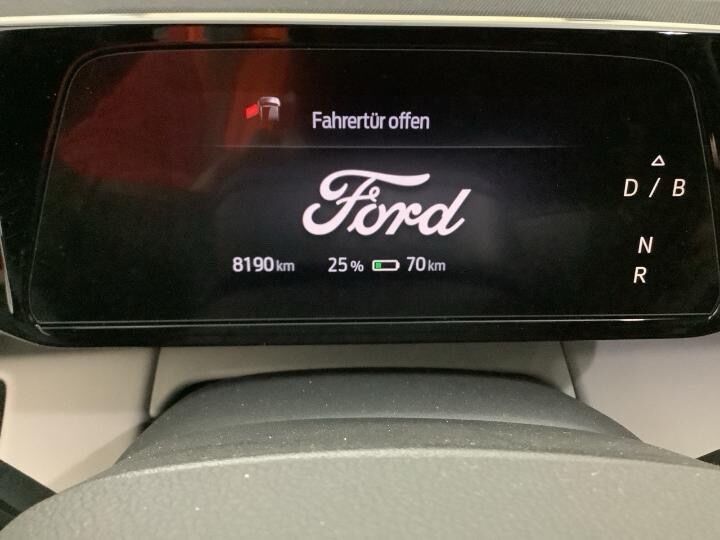 Fahrertür offen
Ford
D / B
8190 km 25 % 70 km
N
R